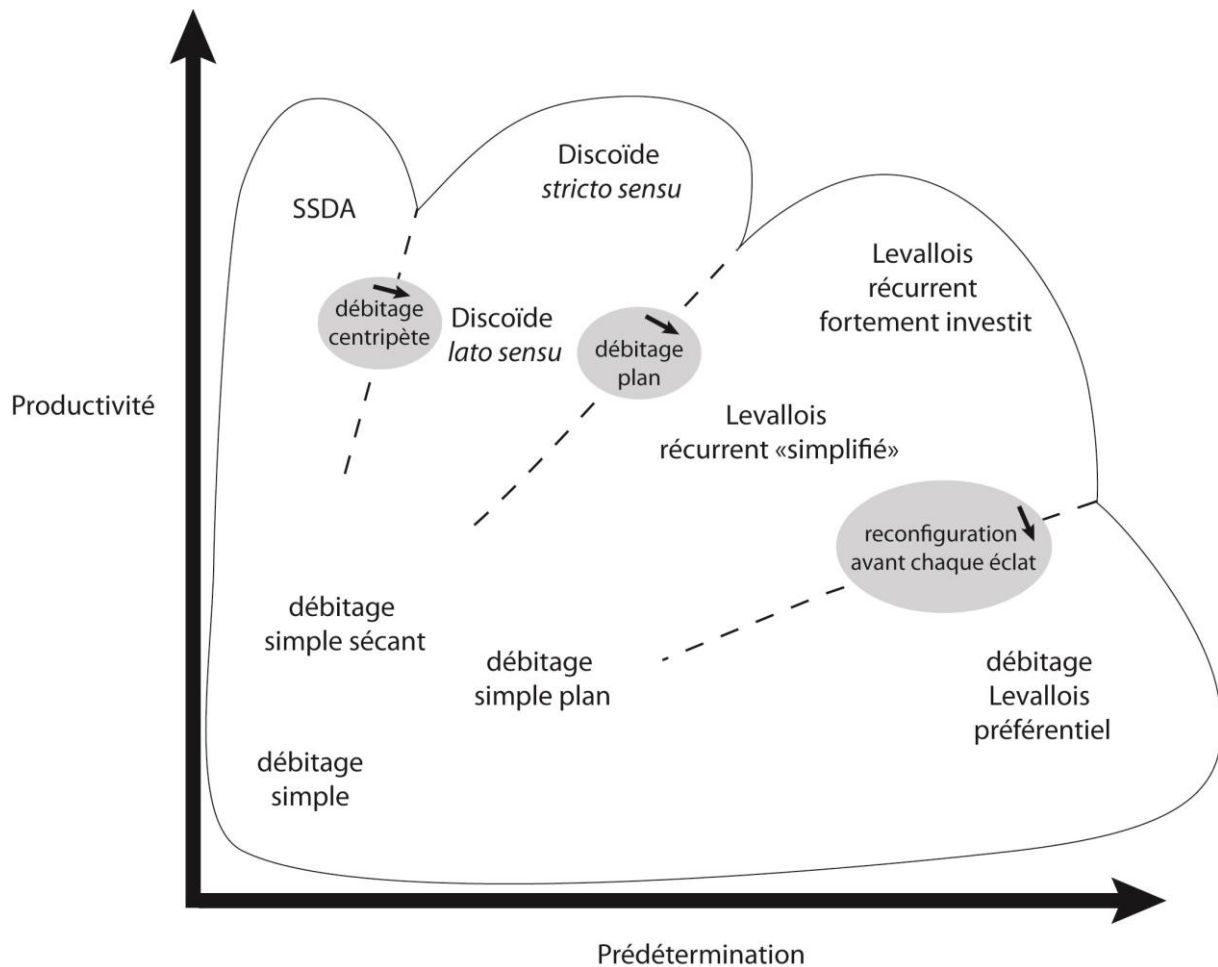 Discoïde
stricto sensu
SSDA
Levallois
récurrent
fortement investit
débitage
centripète
Discoïde
lato sensu
débitage
plan
Productivité
Levallois
récurrent «simplifié»
reconfiguration
avant chaque éclat
débitage
simple sécant
débitage
simple plan
débitage
Levallois
préférentiel
débitage
simple
Prédétermination